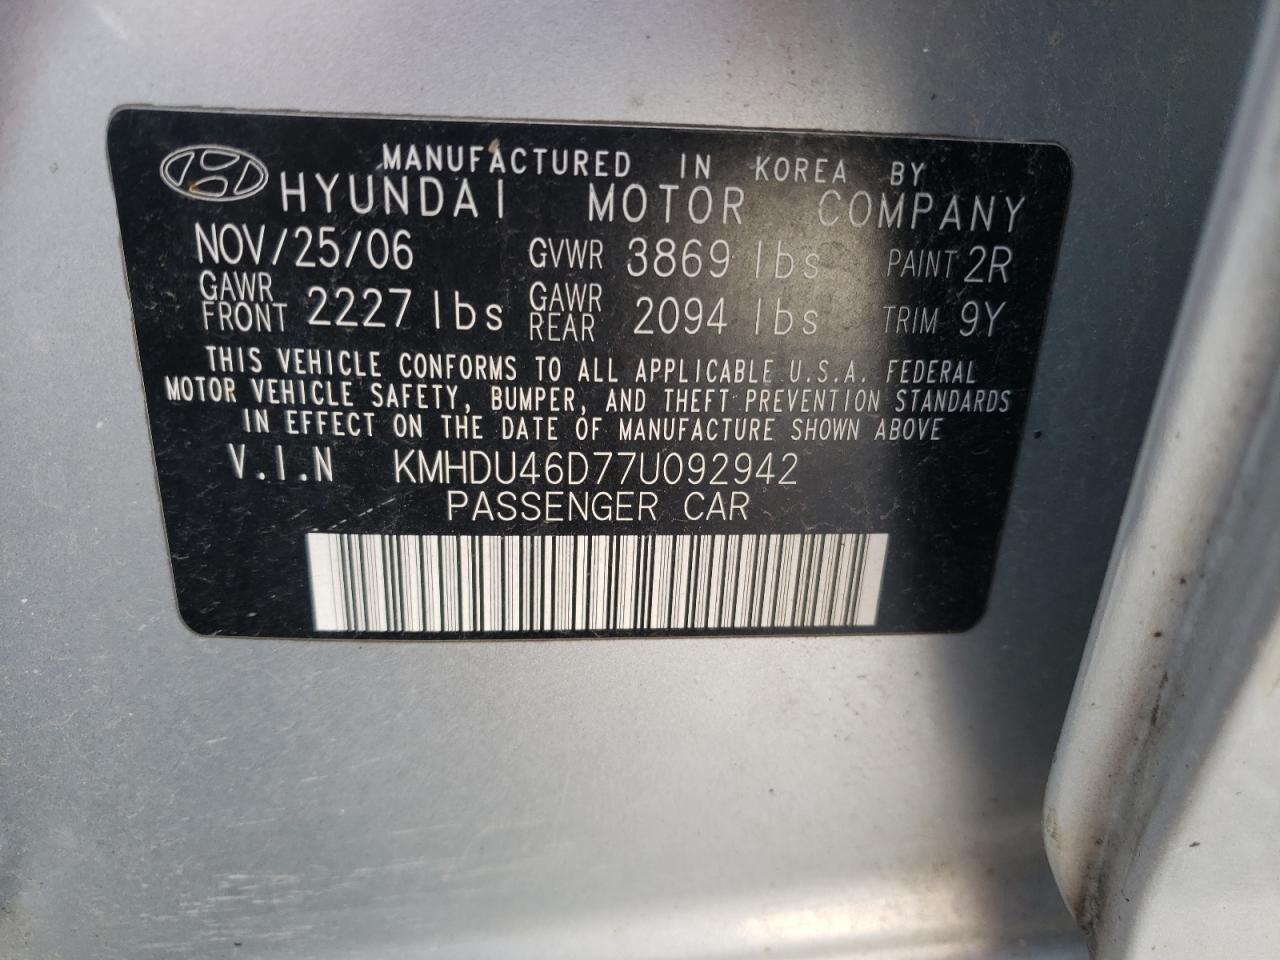 MANUFACTURED IN KOREA BY
HYUNDAI MOTOR COMPANY
NOV/25/06 GVWR 3869 lbs PAINT 2R
GAWR FRONT 2227 lbs GAWR REAR 2094 lbs TRIM 9Y
THIS VEHICLE CONFORMS TO ALL APPLICABLE U.S.A. FEDERAL
MOTOR VEHICLE SAFETY, BUMPER, AND THEFT PREVENTION STANDARDS
IN EFFECT ON THE DATE OF MANUFACTURE SHOWN ABOVE
V.I.N KMHDU46D77U092942
PASSENGER CAR